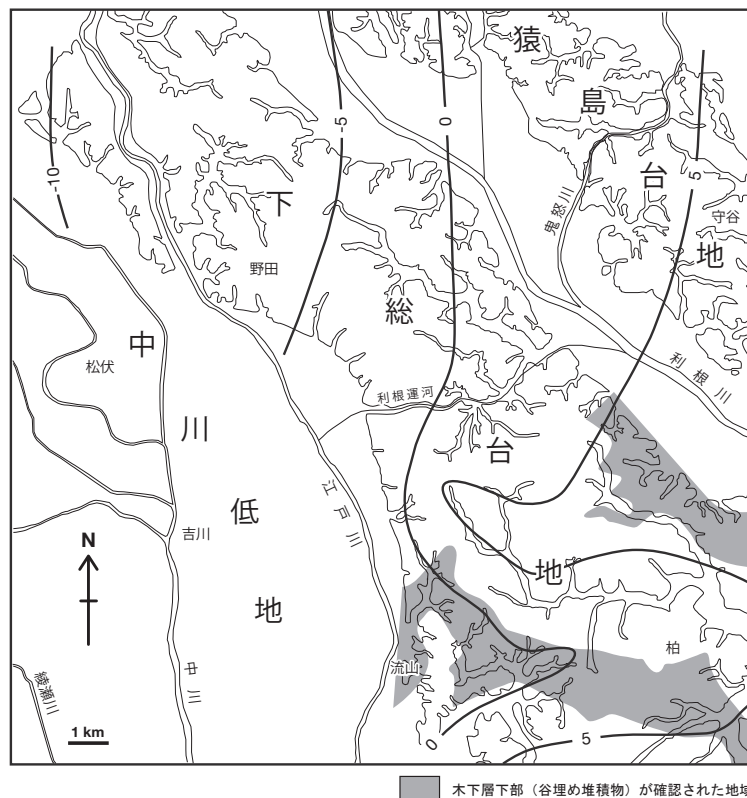 猿島台地
下総台地
中川低地
-10
-5
0
5
鬼怒川
守谷
野田
利根川
松伏
利根運河
江戸川
吉川
N
柏
流山
綾瀬川
中川
0
5
1 km
木下層下部（谷埋め堆積物）が確認された地域